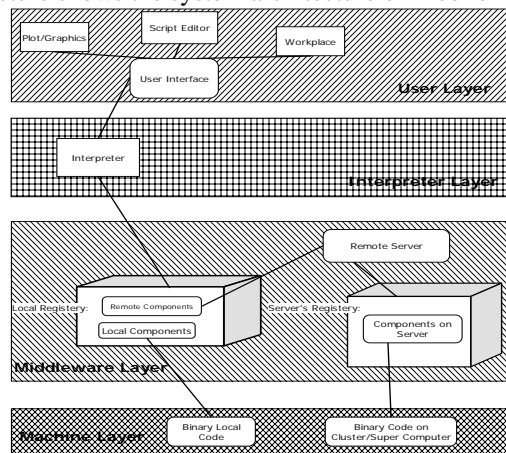 Plot/Graphics
Script Editor
Workplace
User Interface
User Layer
Interpreter
Interpreter Layer
Remote Server
Local Registery:
Remote Components
Server's Registery:
Local Components
Components on
Server
Middleware Layer
Machine Layer
Binary Local
Code
Binary Code on
Cluster/Super Computer